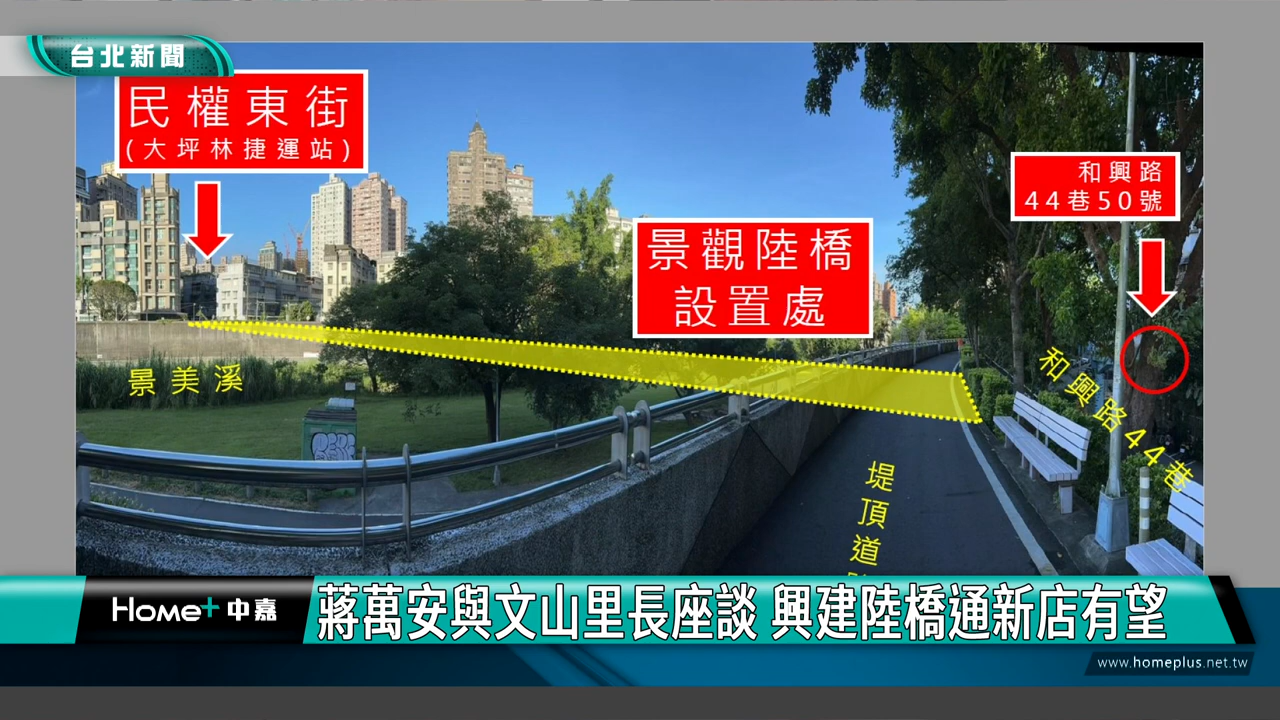 台北新聞
民權東街
(大坪林捷運站)
和興路
44巷50號
景觀陸橋
設置處
景美溪
和興路44巷
堤頂道
Home+中嘉
蔣萬安與文山里長座談 興建陸橋通新店有望
www.homeplus.net.tw